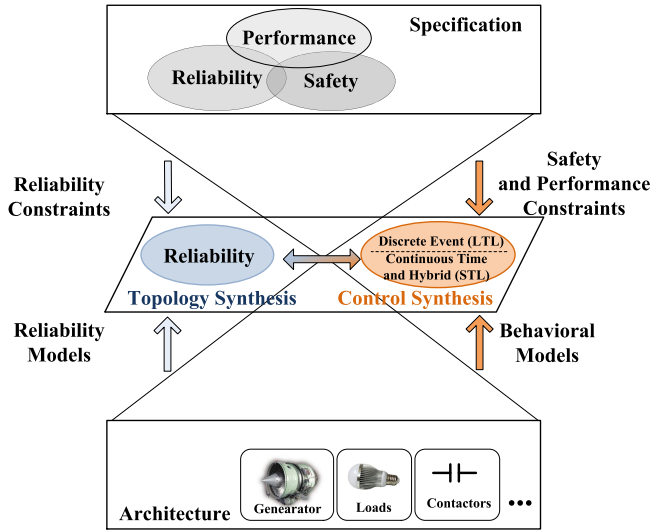 Specification
Performance
Reliability
Safety
Reliability
Constraints
Safety
and Performance
Constraints
Reliability
Discrete Event (LTL)
Continuous Time
and Hybrid (STL)
Topology Synthesis
Control Synthesis
Reliability
Models
Behavioral
Models
Genearator
Loads
Contactors
...
Architecture